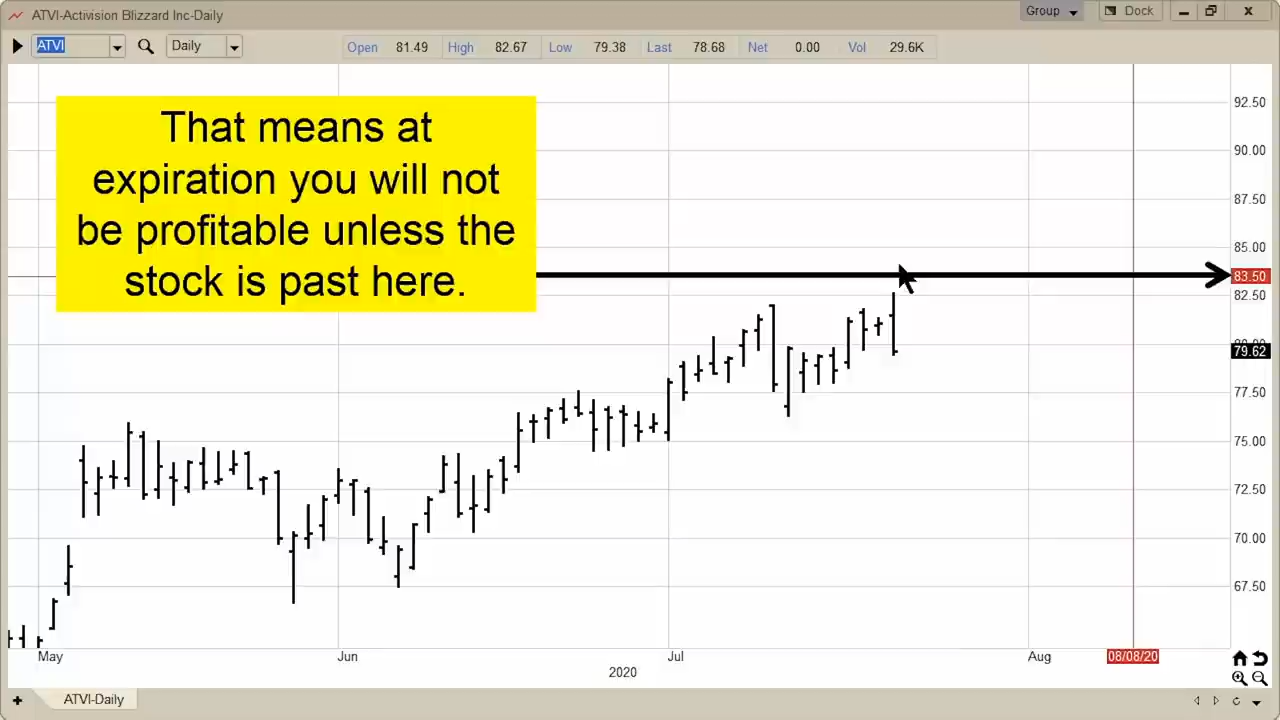 ATVI-Activision Blizzard Inc-Daily
Group
Dock
ATVI
Daily
Open 81.49 High 82.67 Low 79.38 Last 78.68 Net 0.00 Vol 29.6K
That means at
expiration you will not
be profitable unless the
stock is past here.
92.50
90.00
87.50
85.00
83.50
82.50
80.00
79.62
77.50
75.00
72.50
70.00
67.50
May Jun Jul Aug 08/08/20
2020
ATVI-Daily